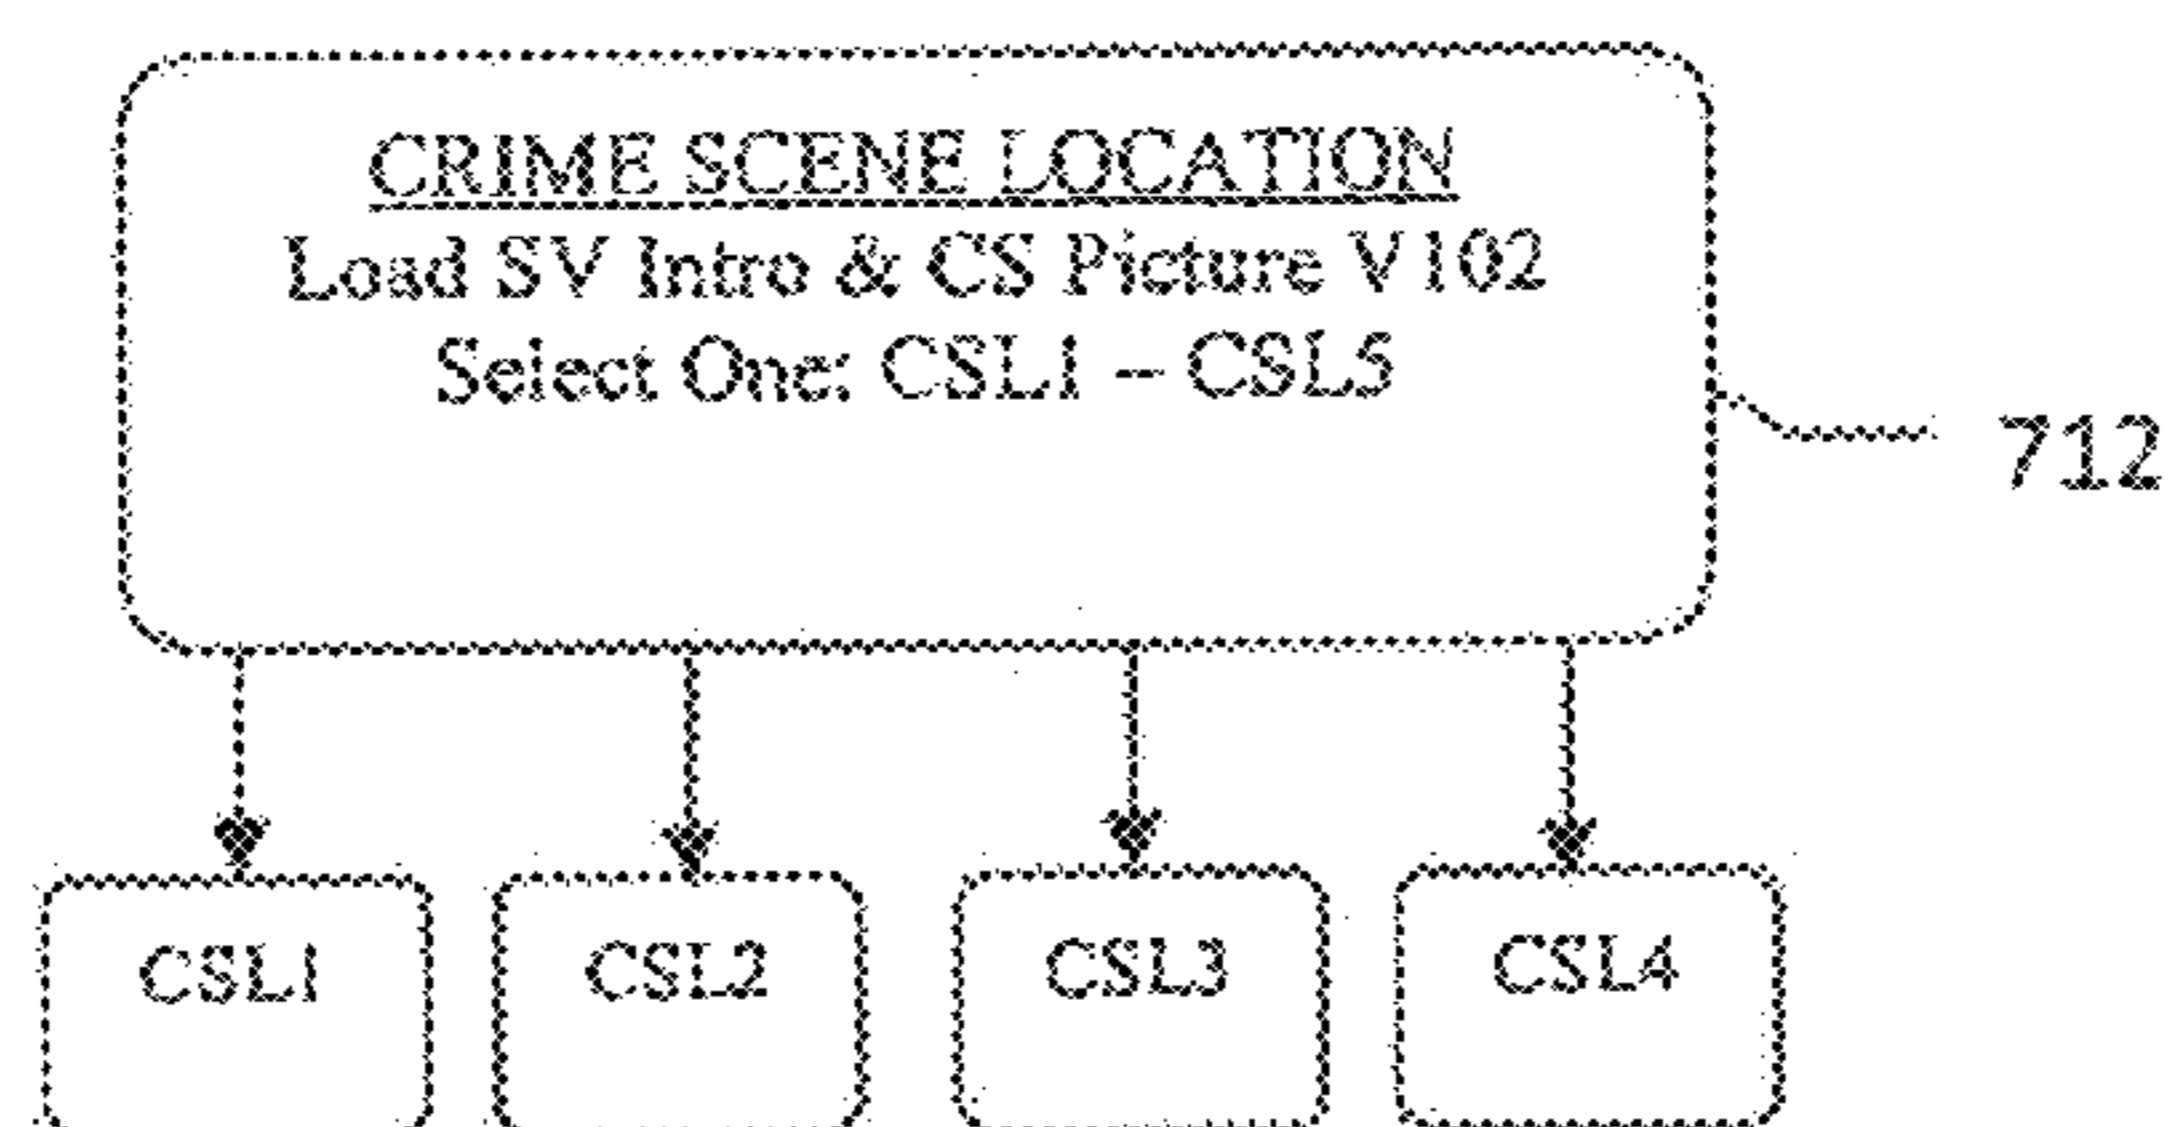 CRIME SCENE LOCATION
Load SV Intro & CS Picture V102
Select One: CSL1 – CSL5
712
CSL1
CSL2
CSL3
CSL4